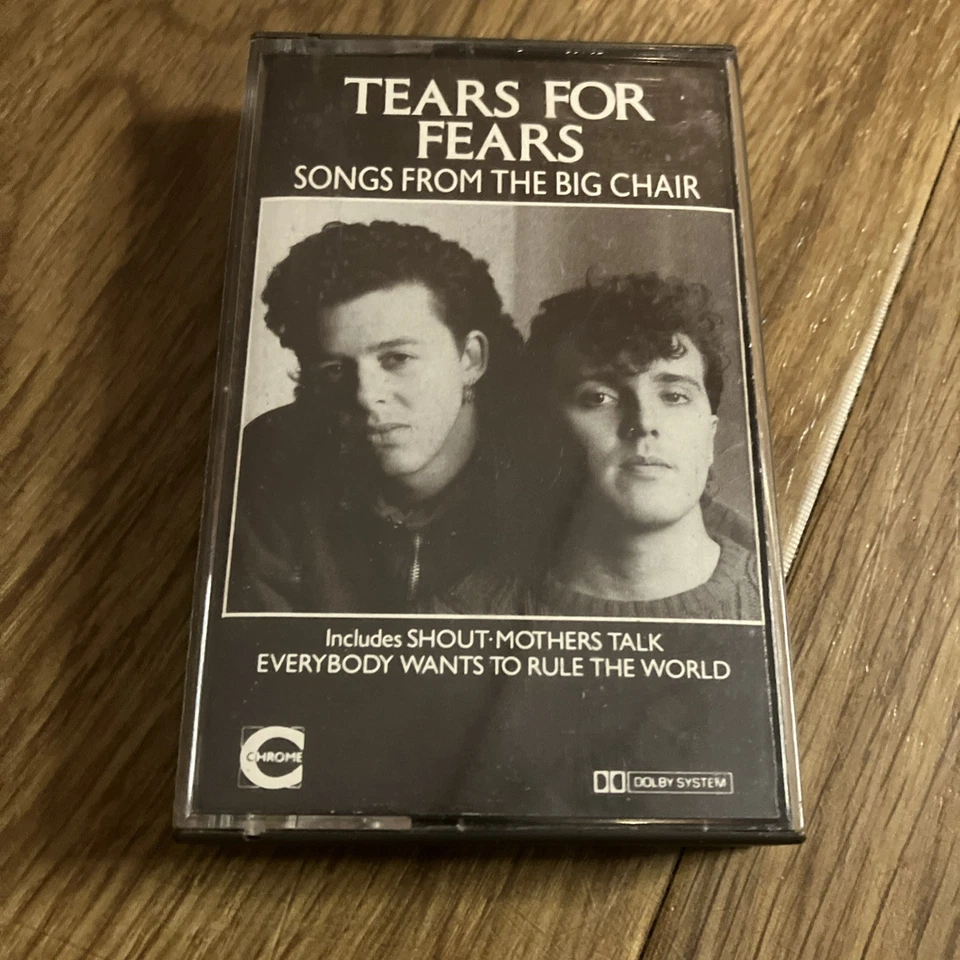 TEARS FOR
FEARS
SONGS FROM THE BIG CHAIR
Includes SHOUT·MOTHERS TALK
EVERYBODY WANTS TO RULE THE WORLD
CHROME
DOLBY SYSTEM